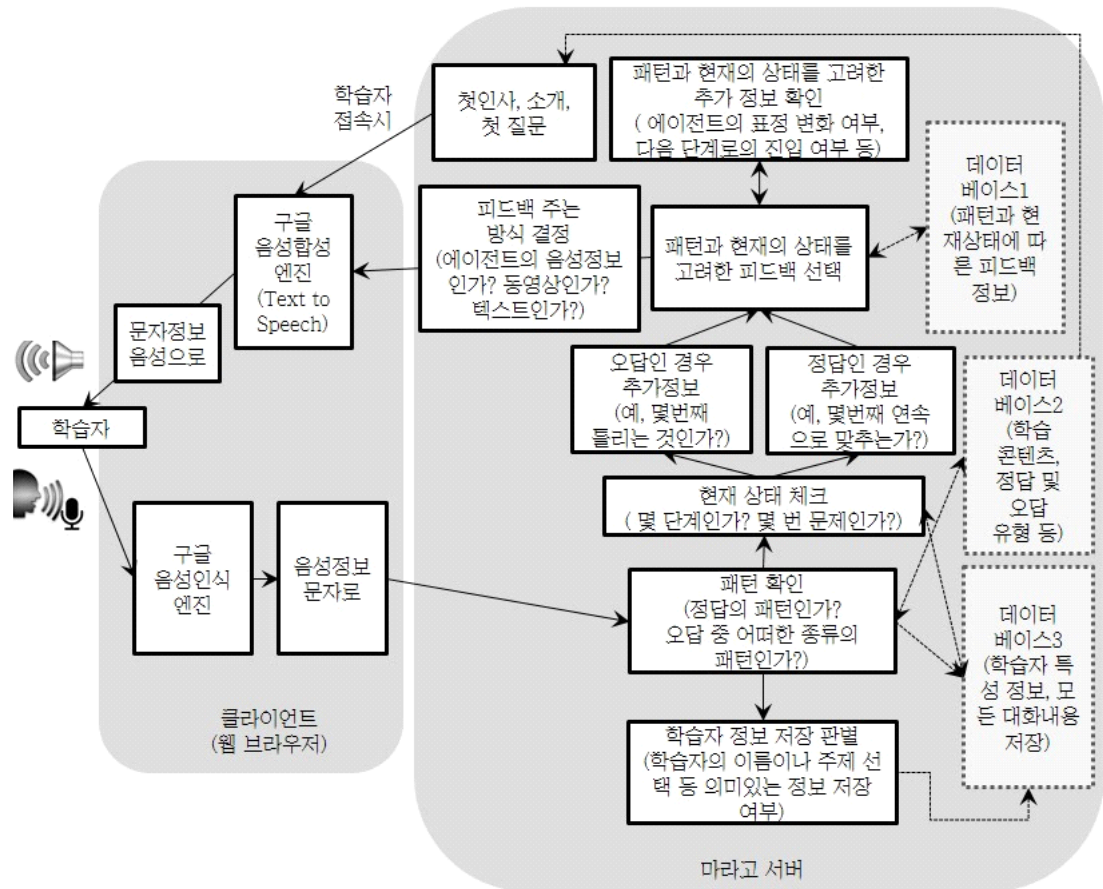 학습자
접속시
첫인사, 소개,
첫 질문
패턴과 현재의 상태를 고려한
추가 정보 확인
( 에이전트의 표정 변화 여부,
다음 단계로의 진입 여부 등)
데이터
베이스1
(패턴과 현
재상태에 따
른 피드백
정보)
구글
음성합성
엔진
(Text to
Speech)
피드백 주는
방식 결정
(에이전트의 음성정보
인가? 동영상인가?
텍스트인가?)
패턴과 현재의 상태를
고려한 피드백 선택
문자정보
음성으로
학습자
오답인 경우
추가정보
(예, 몇번째
틀리는 것인가?)
정답인 경우
추가정보
(예, 몇번째 연속
으로 맞추는가?)
데이터
베이스2
(학습
콘텐츠,
정답 및
오답
유형 등)
현재 상태 체크
( 몇 단계인가? 몇 번 문제인가?)
구글
음성인식
엔진
음성정보
문자로
패턴 확인
(정답의 패턴인가?
오답 중 어떠한 종류의
패턴인가?)
데이터
베이스3
(학습자 특
성 정보, 모
든 대화내용
저장)
클라이언트
(웹 브라우저)
학습자 정보 저장 판별
(학습자의 이름이나 주제 선
택 등 의미있는 정보 저장
여부)
마라고 서버